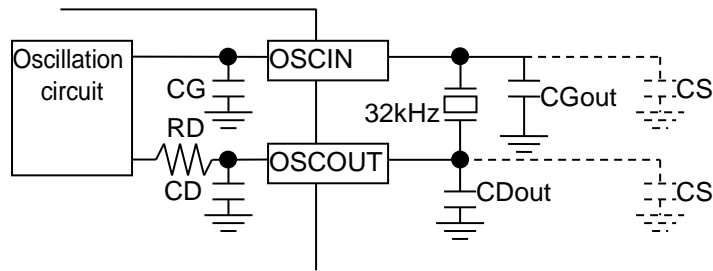 Oscillation
circuit
OSCIN
CG
RD
CD
OSCOUT
32kHz
CGout
CS
CDout
CS